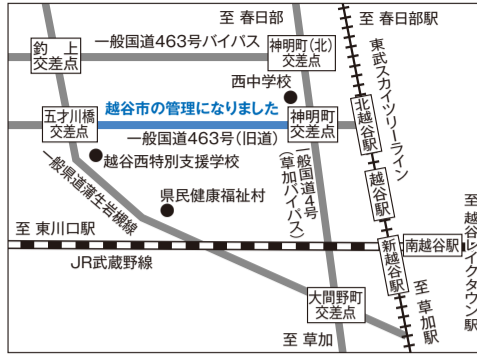 至 春日部
至 春日部駅
釣上
交差点
一般国道463号バイパス
神明町(北)
交差点
東武スカイツリーライン
西中学校
越谷市の管理になりました
五才川橋
交差点
神明町
交差点
北越谷駅
一般国道463号(旧道)
越谷西特別支援学校
一般県道蒲生岩槻線
一般国道4号
(草加バイパス)
越谷駅
県民健康福祉村
至 東川口駅
新越谷駅
南越谷駅
至 越谷レイクタウン駅
JR武蔵野線
大間野町
交差点
至 草加
至 草加駅